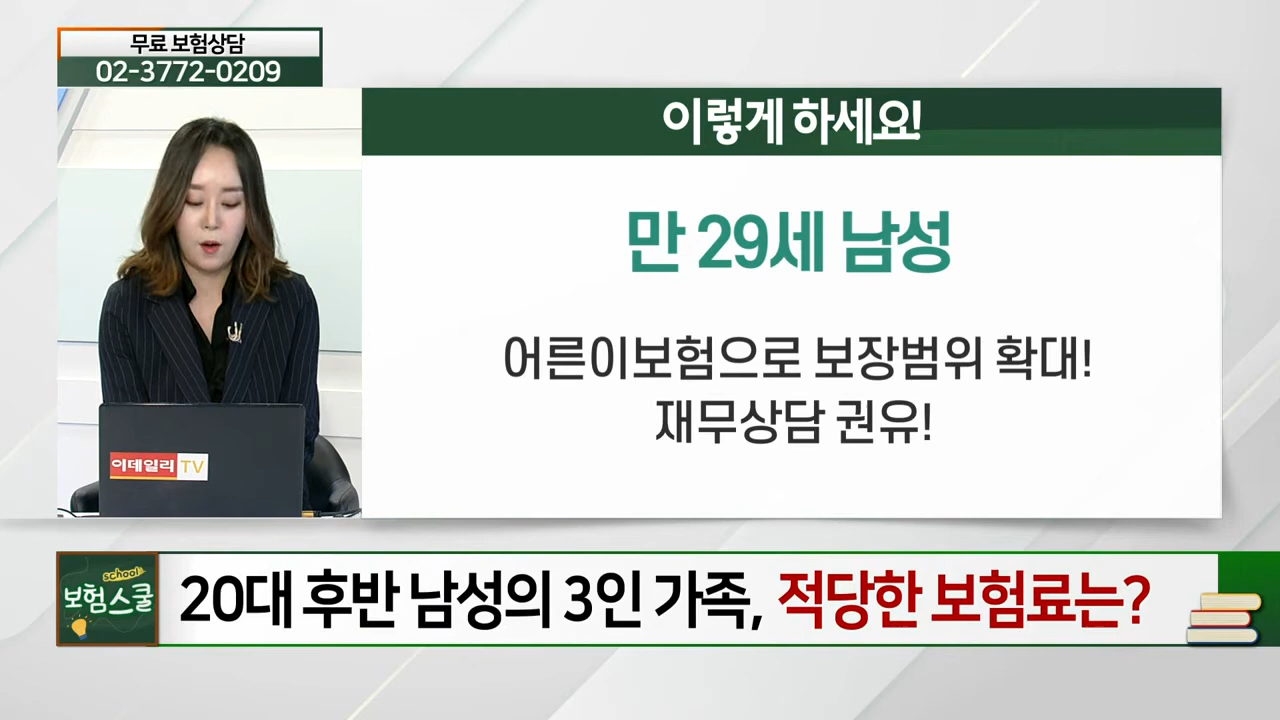 무료 보험상담
02-3772-0209
이렇게 하세요!
만 29세 남성
어른이보험으로 보장범위 확대!
재무상담 권유!
이데일리 TV
school
보험스쿨
20대 후반 남성의 3인 가족, 적당한 보험료는?